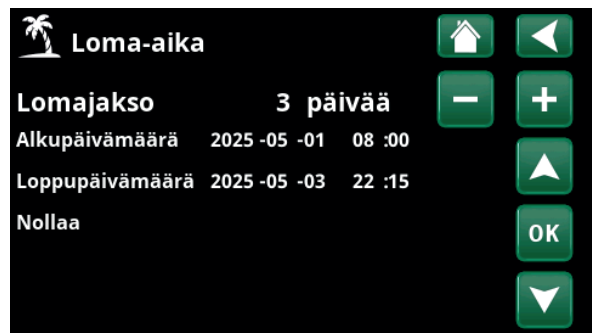 Loma-aika
Lomajakso 3 päivää
Alkupäivämäärä 2025 -05 -01 08 :00
Loppupäivämäärä 2025 -05 -03 22 :15
Nollaa
OK